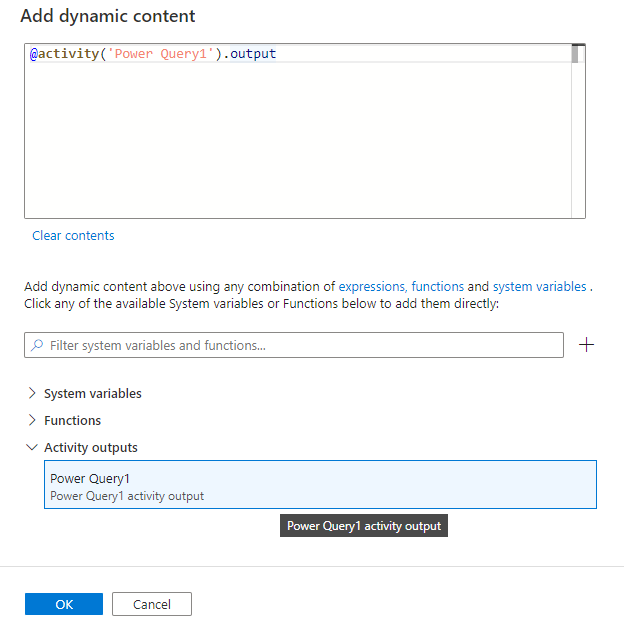 Add dynamic content
@activity('Power Query1').output
Clear contents
Add dynamic content above using any combination of expressions, functions and system variables .
Click any of the available System variables or Functions below to add them directly:
Filter system variables and functions...
System variables
Functions
Activity outputs
Power Query1
Power Query1 activity output
Power Query1 activity output
OK
Cancel